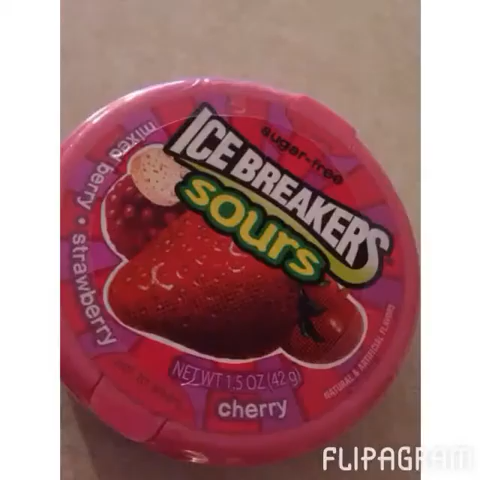 sugar-free
ICE BREAKERS
sours
mixed berry • strawberry
NET WT 1.5 OZ (42 g)
cherry
NATURAL & ARTIFICIAL FLAVORS
FLIPAGRAM